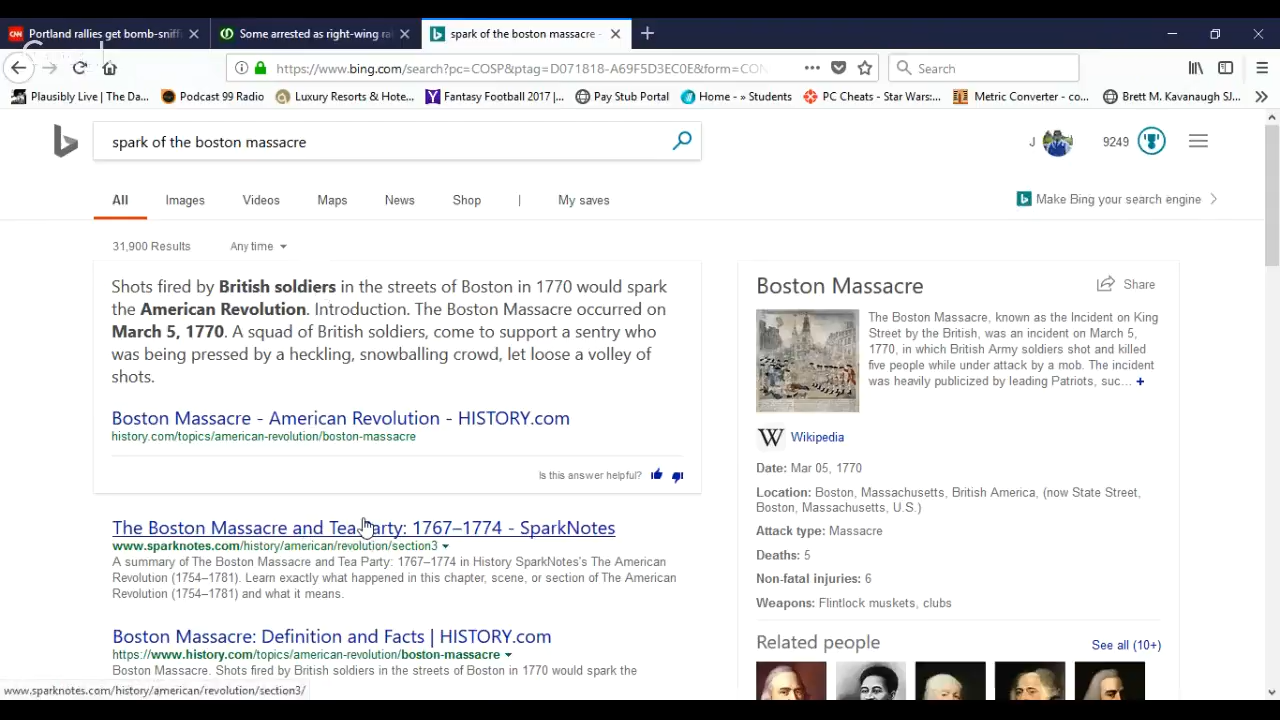 Portland rallies get bomb-sniffi
Some arrested as right-wing ra
spark of the boston massacre -
https://www.bing.com/search?pc=COSP&ptag=D071818-A69F5D3EC0E&form=CON
Search
Plausibly Live | The Da... Podcast 99 Radio Luxury Resorts & Hote... Fantasy Football 2017 |... Pay Stub Portal Home - » Students PC Cheats - Star Wars:... Metric Converter - co... Brett M. Kavanaugh SJ...
spark of the boston massacre
J 9249
All Images Videos Maps News Shop | My saves
Make Bing your search engine
31,900 Results Any time
Shots fired by British soldiers in the streets of Boston in 1770 would spark
the American Revolution. Introduction. The Boston Massacre occurred on
March 5, 1770. A squad of British soldiers, come to support a sentry who
was being pressed by a heckling, snowballing crowd, let loose a volley of
shots.
Boston Massacre - American Revolution - HISTORY.com
history.com/topics/american-revolution/boston-massacre
Is this answer helpful?
The Boston Massacre and Tea Party: 1767–1774 - SparkNotes
www.sparknotes.com/history/american/revolution/section3
A summary of The Boston Massacre and Tea Party: 1767–1774 in History SparkNotes's The American
Revolution (1754–1781). Learn exactly what happened in this chapter, scene, or section of The American
Revolution (1754–1781) and what it means.
Boston Massacre: Definition and Facts | HISTORY.com
https://www.history.com/topics/american-revolution/boston-massacre
Boston Massacre. Shots fired by British soldiers in the streets of Boston in 1770 would spark the
www.sparknotes.com/history/american/revolution/section3/
Boston Massacre
Share
The Boston Massacre, known as the Incident on King
Street by the British, was an incident on March 5,
1770, in which British Army soldiers shot and killed
five people while under attack by a mob. The incident
was heavily publicized by leading Patriots, suc... +
Wikipedia
Date: Mar 05, 1770
Location: Boston, Massachusetts, British America, (now State Street,
Boston, Massachusetts, U.S.)
Attack type: Massacre
Deaths: 5
Non-fatal injuries: 6
Weapons: Flintlock muskets, clubs
Related people
See all (10+)